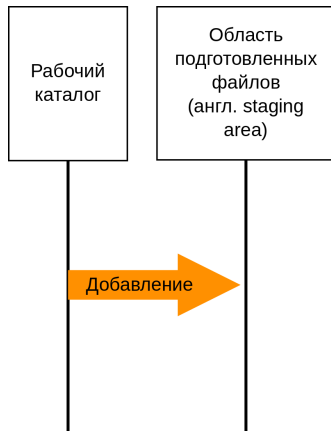 Рабочий
каталог
Область
подготовленных
файлов
(англ. staging
area)
Добавление